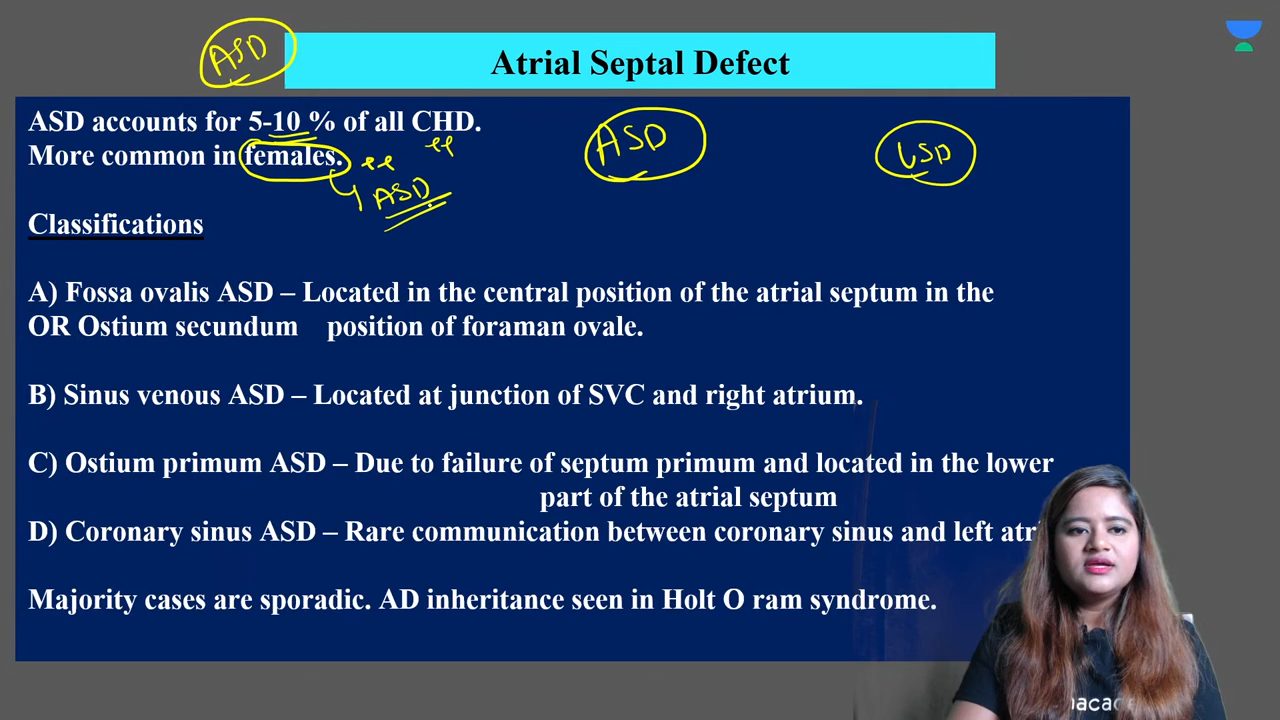 ASD
Atrial Septal Defect
ASD accounts for 5-10 % of all CHD.
More common in females.
ASD
ASD
VSD
Classifications
A) Fossa ovalis ASD – Located in the central position of the atrial septum in the
OR Ostium secundum position of foraman ovale.
B) Sinus venous ASD – Located at junction of SVC and right atrium.
C) Ostium primum ASD – Due to failure of septum primum and located in the lower
part of the atrial septum
D) Coronary sinus ASD – Rare communication between coronary sinus and left atri
Majority cases are sporadic. AD inheritance seen in Holt O ram syndrome.
nacade